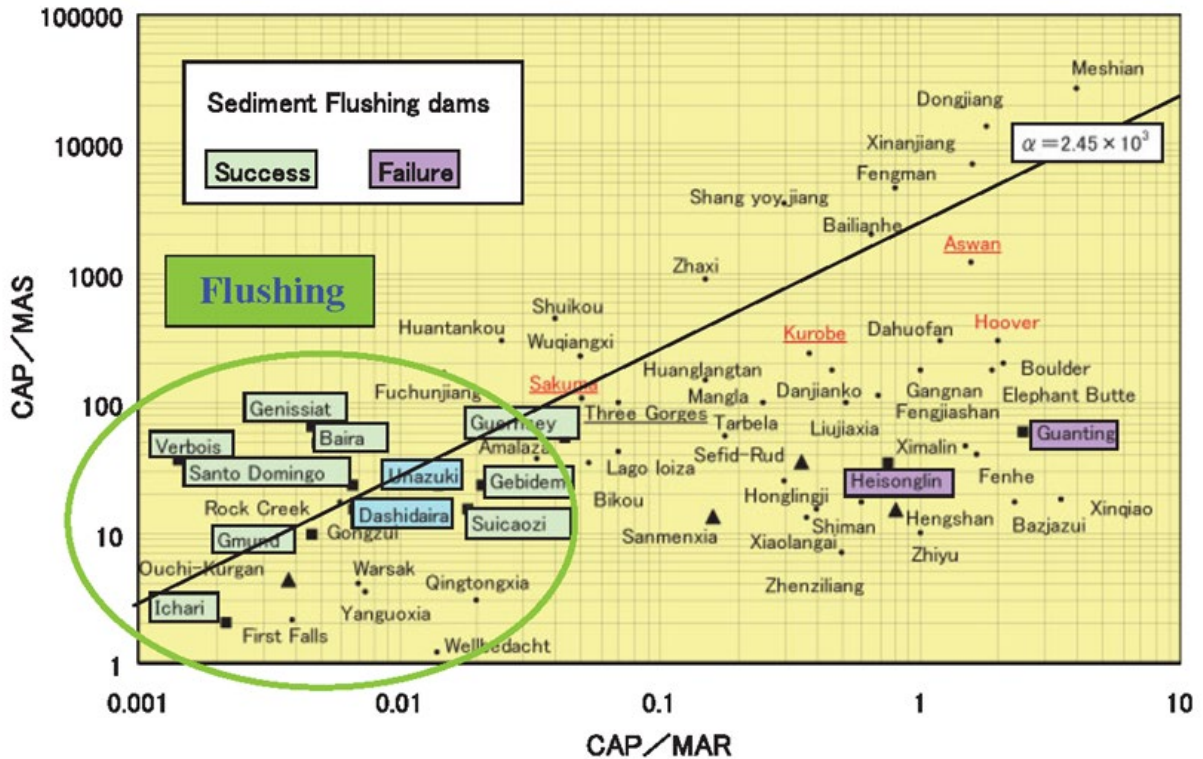 100000
10000
1000
100
10
1
CAP／MAS
Sediment Flushing dams
Success
Failure
Flushing
α＝2.45×10³
Meshian
Dongjiang
Xinanjiang
Fengman
Shang yoy jiang
Bailianhe
Aswan
Zhaxi
Shuikou
Huantankou
Wuqiangxi
Kurobe
Dahuofan
Hoover
Huanglangtan
Boulder
Fuchunjiang
Sakuma
Mangla
Danjianko
Gangnan
Elephant Butte
Genissiat
Guernsey
Three Gorges
Tarbela
Fengjiashan
Liujiaxia
Guanting
Verbois
Baira
Amalaza
Sefid-Rud
Ximalin
Santo Domingo
Unazuki
Gebidem
Lago loiza
Heisonglin
Fenhe
Rock Creek
Dashidaira
Suicaozi
Bikou
Honglingji
Hengshan
Bazjazui
Xinqiao
Gmund
Gongzui
Sanmenxia
Shiman
Xiaolangai
Zhiyu
Ouchi-Kurgan
Warsak
Qingtongxia
Zhenziliang
Ichari
Yanguoxia
First Falls
Wellbedacht
0.001
0.01
0.1
1
10
CAP／MAR